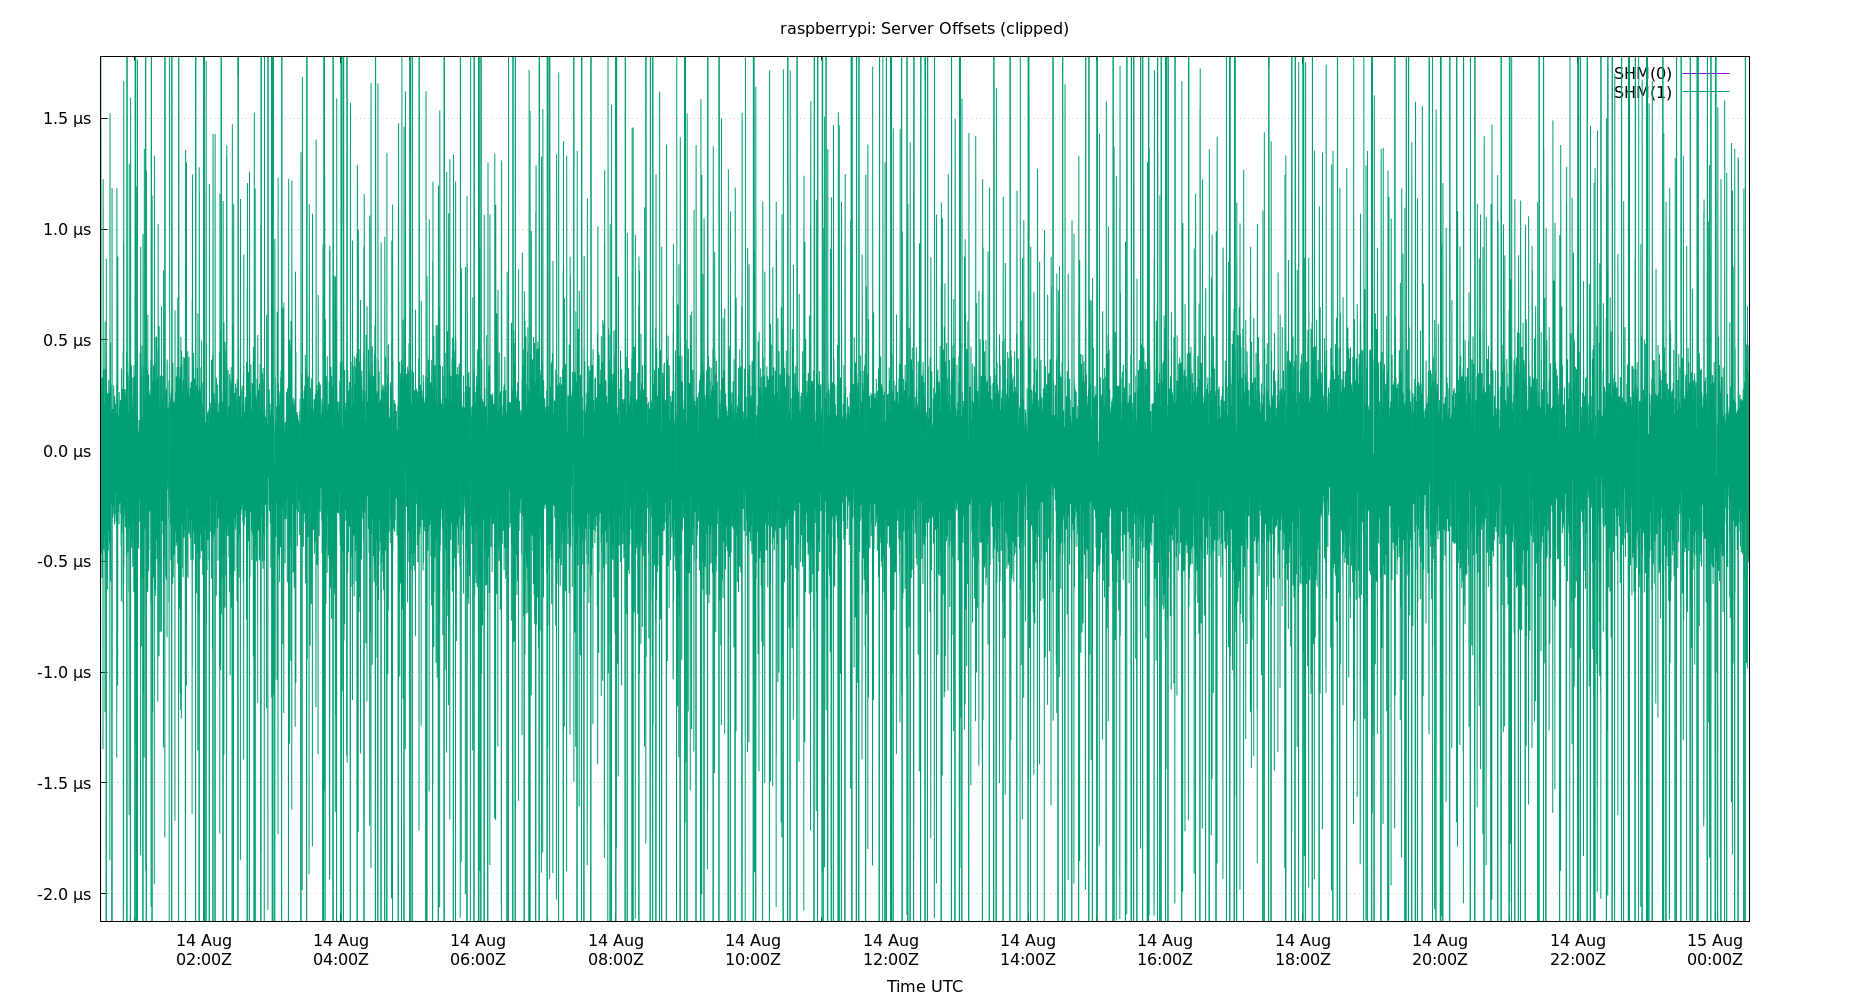 raspberrypi: Server Offsets (clipped)
SHM(0)
SHM(1)
1.5 µs
1.0 µs
0.5 µs
0.0 µs
-0.5 µs
-1.0 µs
-1.5 µs
-2.0 µs
14 Aug 14 Aug 14 Aug 14 Aug 14 Aug 14 Aug 14 Aug 14 Aug 14 Aug 14 Aug 14 Aug 15 Aug
02:00Z 04:00Z 06:00Z 08:00Z 10:00Z 12:00Z 14:00Z 16:00Z 18:00Z 20:00Z 22:00Z 00:00Z
Time UTC